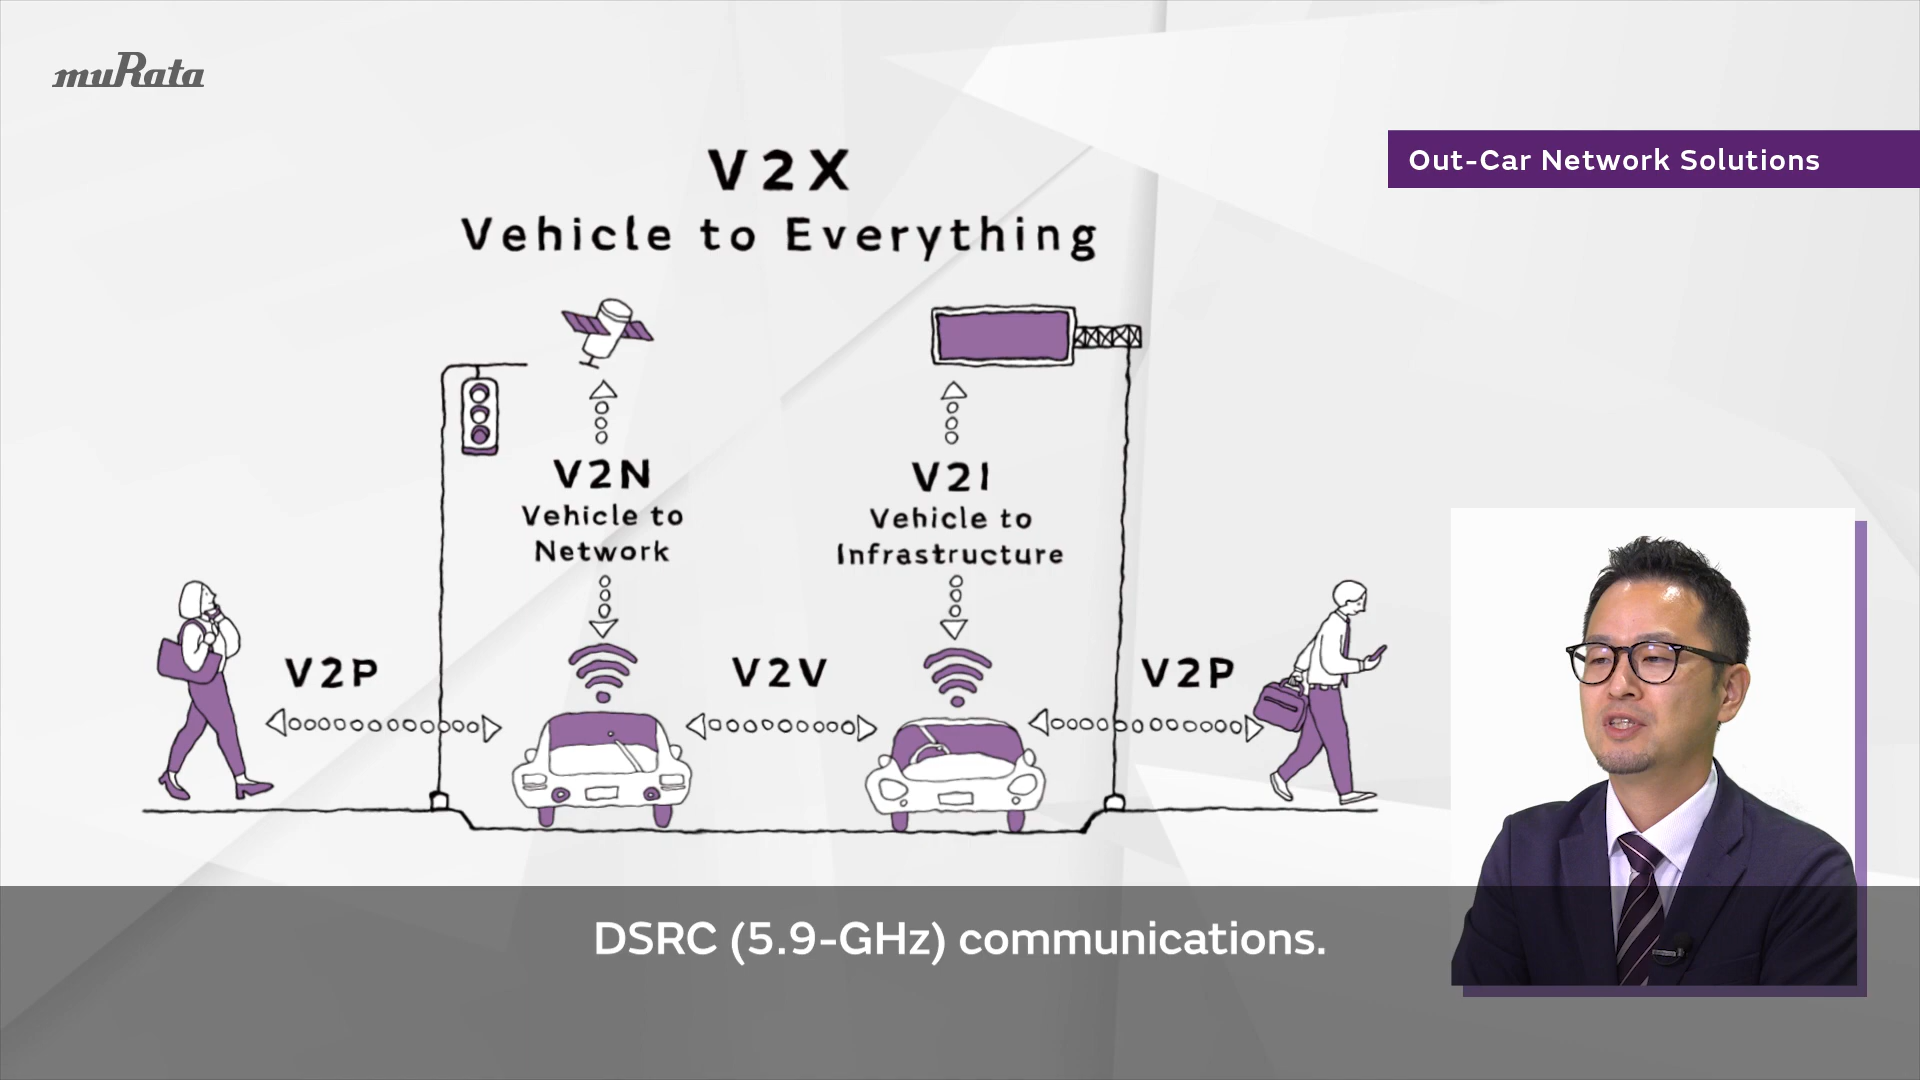 muRata
Out-Car Network Solutions
V2X
Vehicle to Everything
V2N
Vehicle to
Network
V2I
Vehicle to
Infrastructure
V2P
V2V
V2P
DSRC (5.9-GHz) communications.